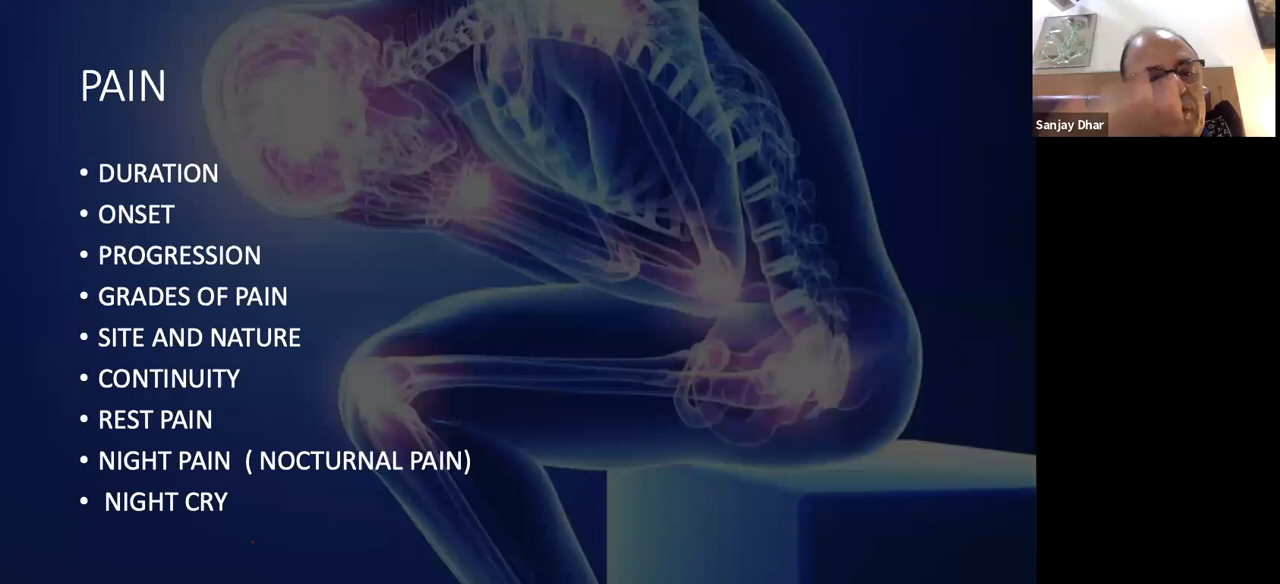 PAIN
• DURATION
• ONSET
• PROGRESSION
• GRADES OF PAIN
• SITE AND NATURE
• CONTINUITY
• REST PAIN
• NIGHT PAIN ( NOCTURNAL PAIN)
• NIGHT CRY
Sanjay Dhar